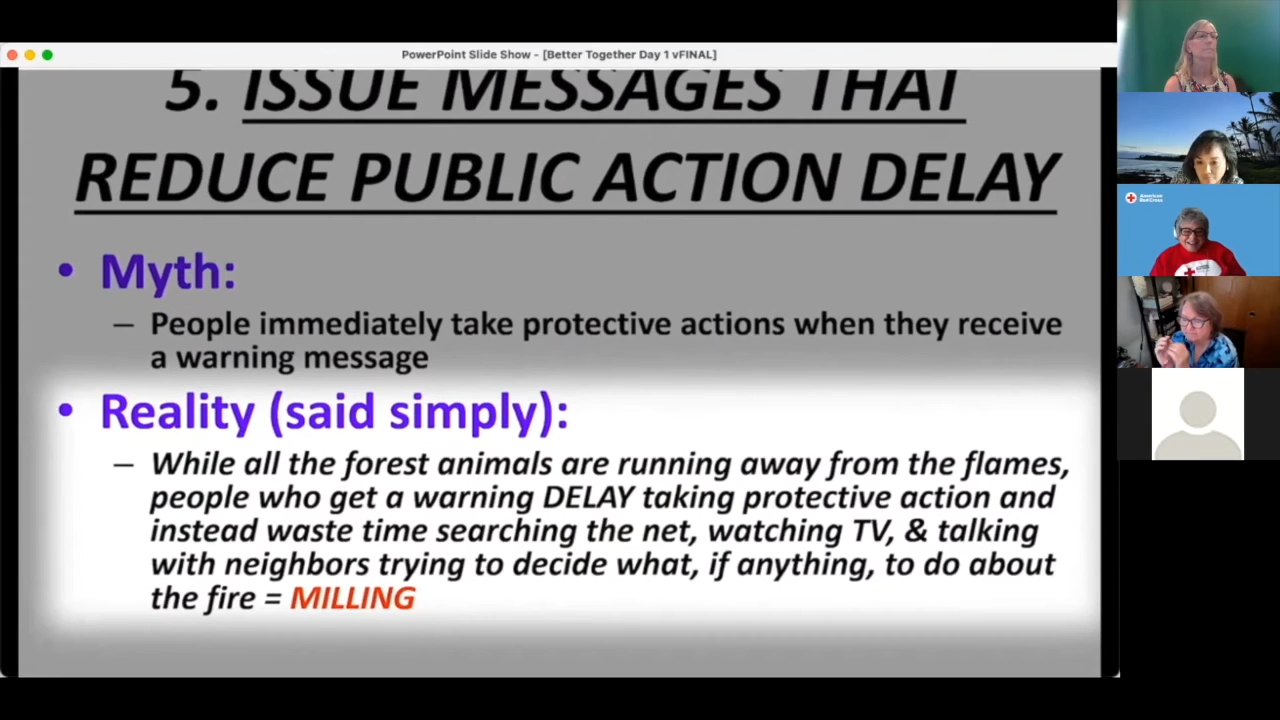 PowerPoint Slide Show - [Better Together Day 1 vFINAL]
5. ISSUE MESSAGES THAT
REDUCE PUBLIC ACTION DELAY
• Myth:
– People immediately take protective actions when they receive
a warning message
• Reality (said simply):
– While all the forest animals are running away from the flames,
people who get a warning DELAY taking protective action and
instead waste time searching the net, watching TV, & talking
with neighbors trying to decide what, if anything, to do about
the fire = MILLING
American
Red Cross